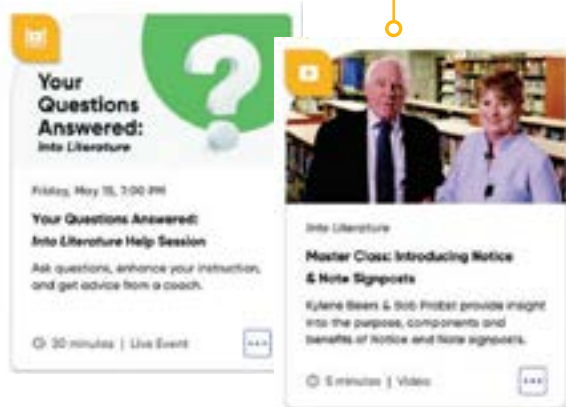 Your
Questions
Answered:
Into Literature
Friday, May 15, 7:00 PM
Your Questions Answered:
Into Literature Help Session
Ask questions, enhance your instruction,
and get advice from a coach.
30 minutes | Live Event
Into Literature
Master Class: Introducing Notice
& Note Signposts
Kylene Beers & Bob Probst provide insight
into the purpose, components and
benefits of Notice and Note signposts.
5 minutes | Video